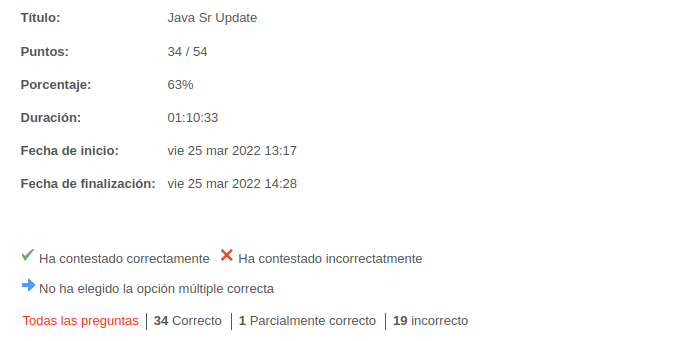 Título: Java Sr Update
Puntos: 34 / 54
Porcentaje: 63%
Duración: 01:10:33
Fecha de inicio: vie 25 mar 2022 13:17
Fecha de finalización: vie 25 mar 2022 14:28
Ha contestado correctamente Ha contestado incorrectatmente
No ha elegido la opción múltiple correcta
Todas las preguntas | 34 Correcto | 1 Parcialmente correcto | 19 incorrecto